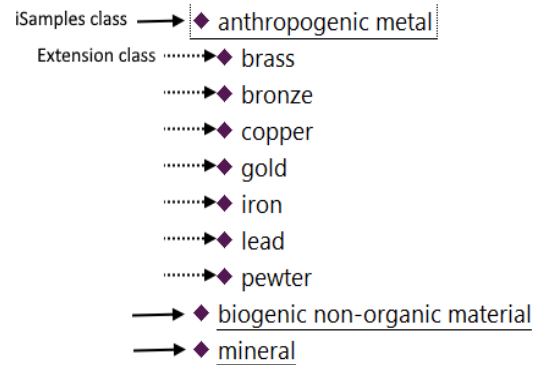 iSamples class anthropogenic metal
Extension class brass
bronze
copper
gold
iron
lead
pewter
biogenic non-organic material
mineral